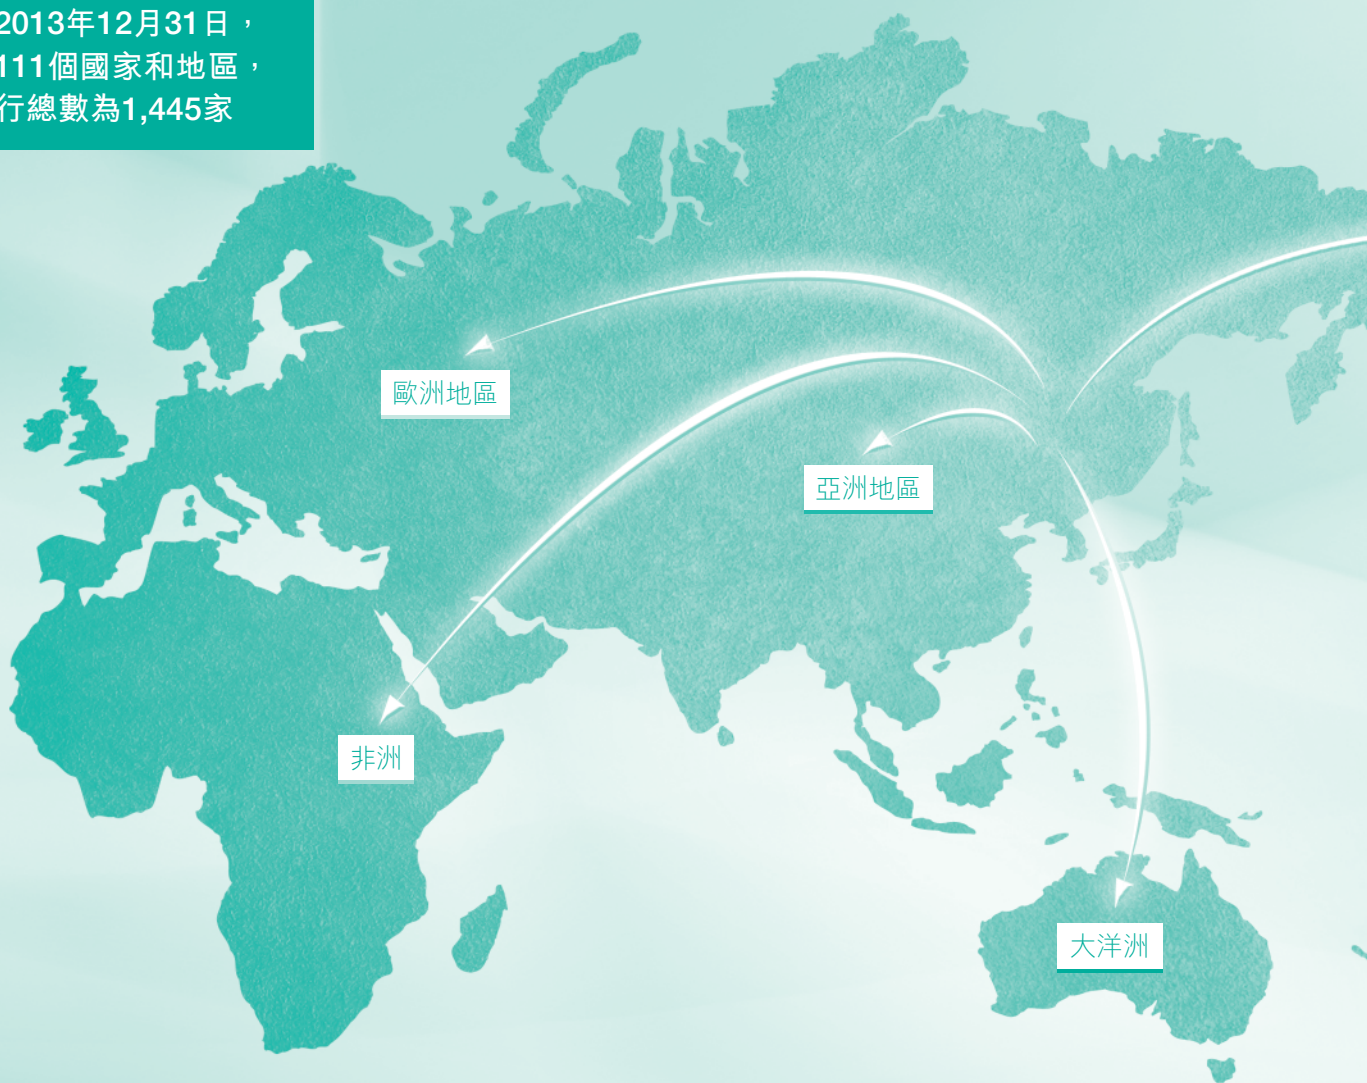 2013年12月31日，
111個國家和地區，
行總數為1,445家
歐洲地區
亞洲地區
非洲
大洋洲